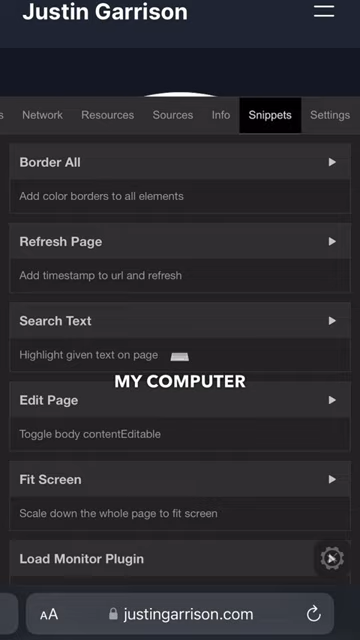 Justin Garrison
s Network Resources Sources Info Snippets Settings
Border All
Add color borders to all elements
Refresh Page
Add timestamp to url and refresh
Search Text
Highlight given text on page
MY COMPUTER
Edit Page
Toggle body contentEditable
Fit Screen
Scale down the whole page to fit screen
Load Monitor Plugin
AA justingarrison.com